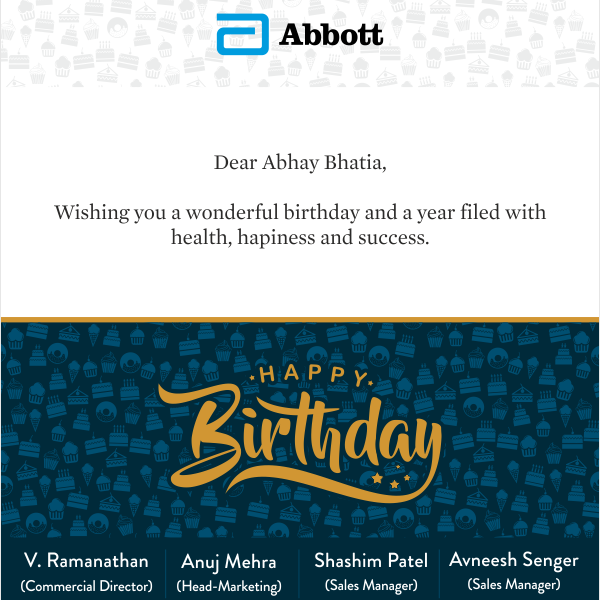 Abbott
Dear Abhay Bhatia,
Wishing you a wonderful birthday and a year filed with
health, hapiness and success.
HAPPY
Birthday
V. Ramanathan
(Commercial Director)
Anuj Mehra
(Head-Marketing)
Shashim Patel
(Sales Manager)
Avneesh Senger
(Sales Manager)